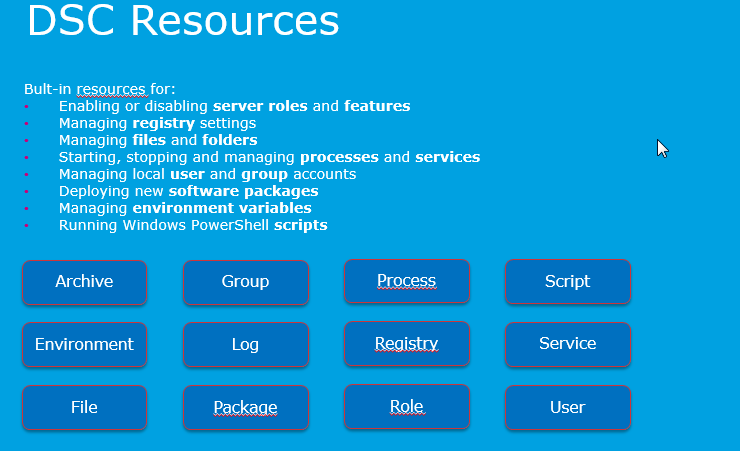 DSC Resources
Bult-in resources for:
• Enabling or disabling server roles and features
• Managing registry settings
• Managing files and folders
• Starting, stopping and managing processes and services
• Managing local user and group accounts
• Deploying new software packages
• Managing environment variables
• Running Windows PowerShell scripts
Archive Group Process Script
Environment Log Registry Service
File Package Role User